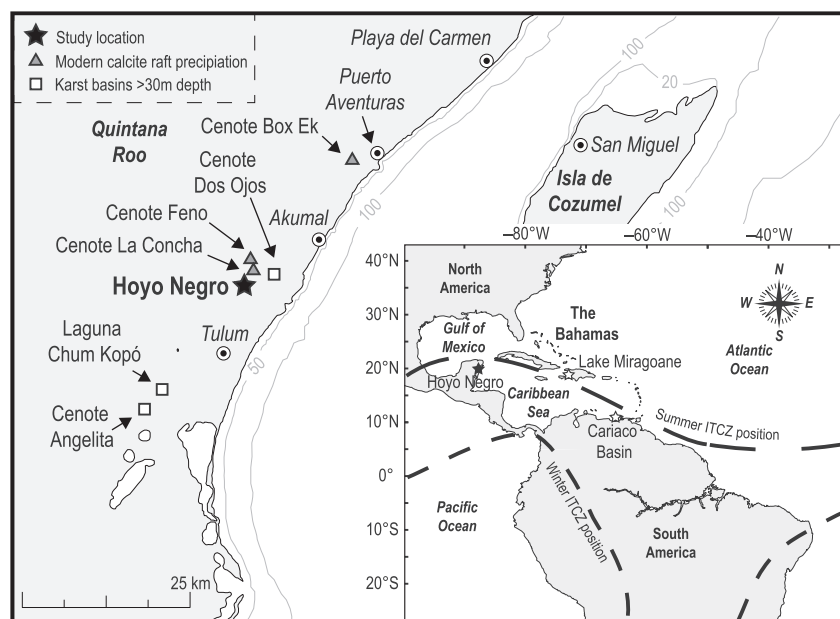 Study location
Modern calcite raft precipiation
Karst basins >30m depth
Playa del Carmen
Puerto
Aventuras
Quintana
Roo
Cenote Box Ek
Cenote
Dos Ojos
Cenote Feno
Akumal
Cenote La Concha
Hoyo Negro
Laguna
Chum Kopó
Tulum
Cenote
Angelita
25 km
100
20
San Miguel
Isla de
Cozumel
100
100
50
–80°W
–60°W
–40°W
40°N
30°N
20°N
10°N
0°
10°S
20°S
North
America
Gulf of
Mexico
The
Bahamas
N
W
E
S
Atlantic
Ocean
Lake Miragoane
Hoyo Negro
Caribbean
Sea
Summer ITCZ position
Cariaco
Basin
Winter ITCZ position
Pacific
Ocean
South
America